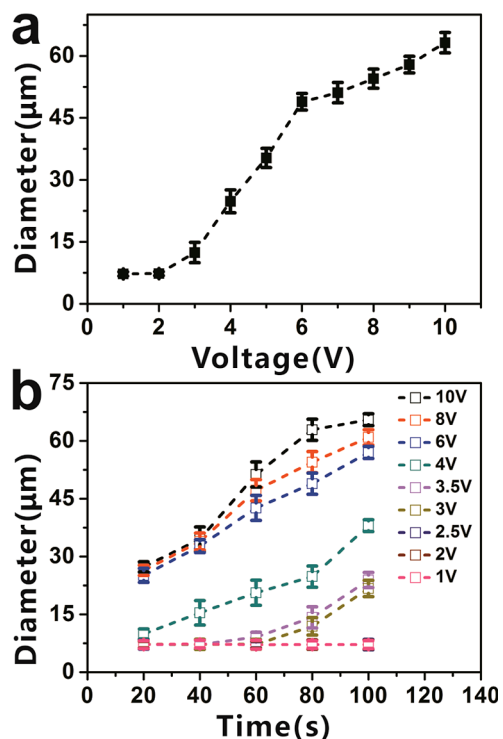 a
Diameter(μm)
60
45
30
15
0
0 2 4 6 8 10
Voltage(V)
b
Diameter(μm)
75
60
45
30
15
0
10V
8V
6V
4V
3.5V
3V
2.5V
2V
1V
0 20 40 60 80 100 120 140
Time(s)